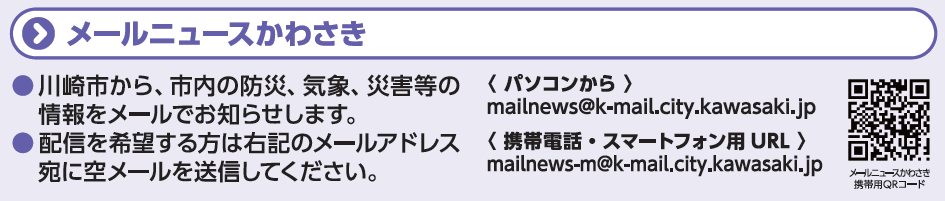 メールニュースかわさき
●川崎市から、市内の防災、気象、災害等の
情報をメールでお知らせします。
●配信を希望する方は右記のメールアドレス
宛に空メールを送信してください。
〈 パソコンから 〉
mailnews@k-mail.city.kawasaki.jp
〈 携帯電話・スマートフォン用 URL 〉
mailnews-m@k-mail.city.kawasaki.jp
メールニュースかわさき
携帯用QRコード